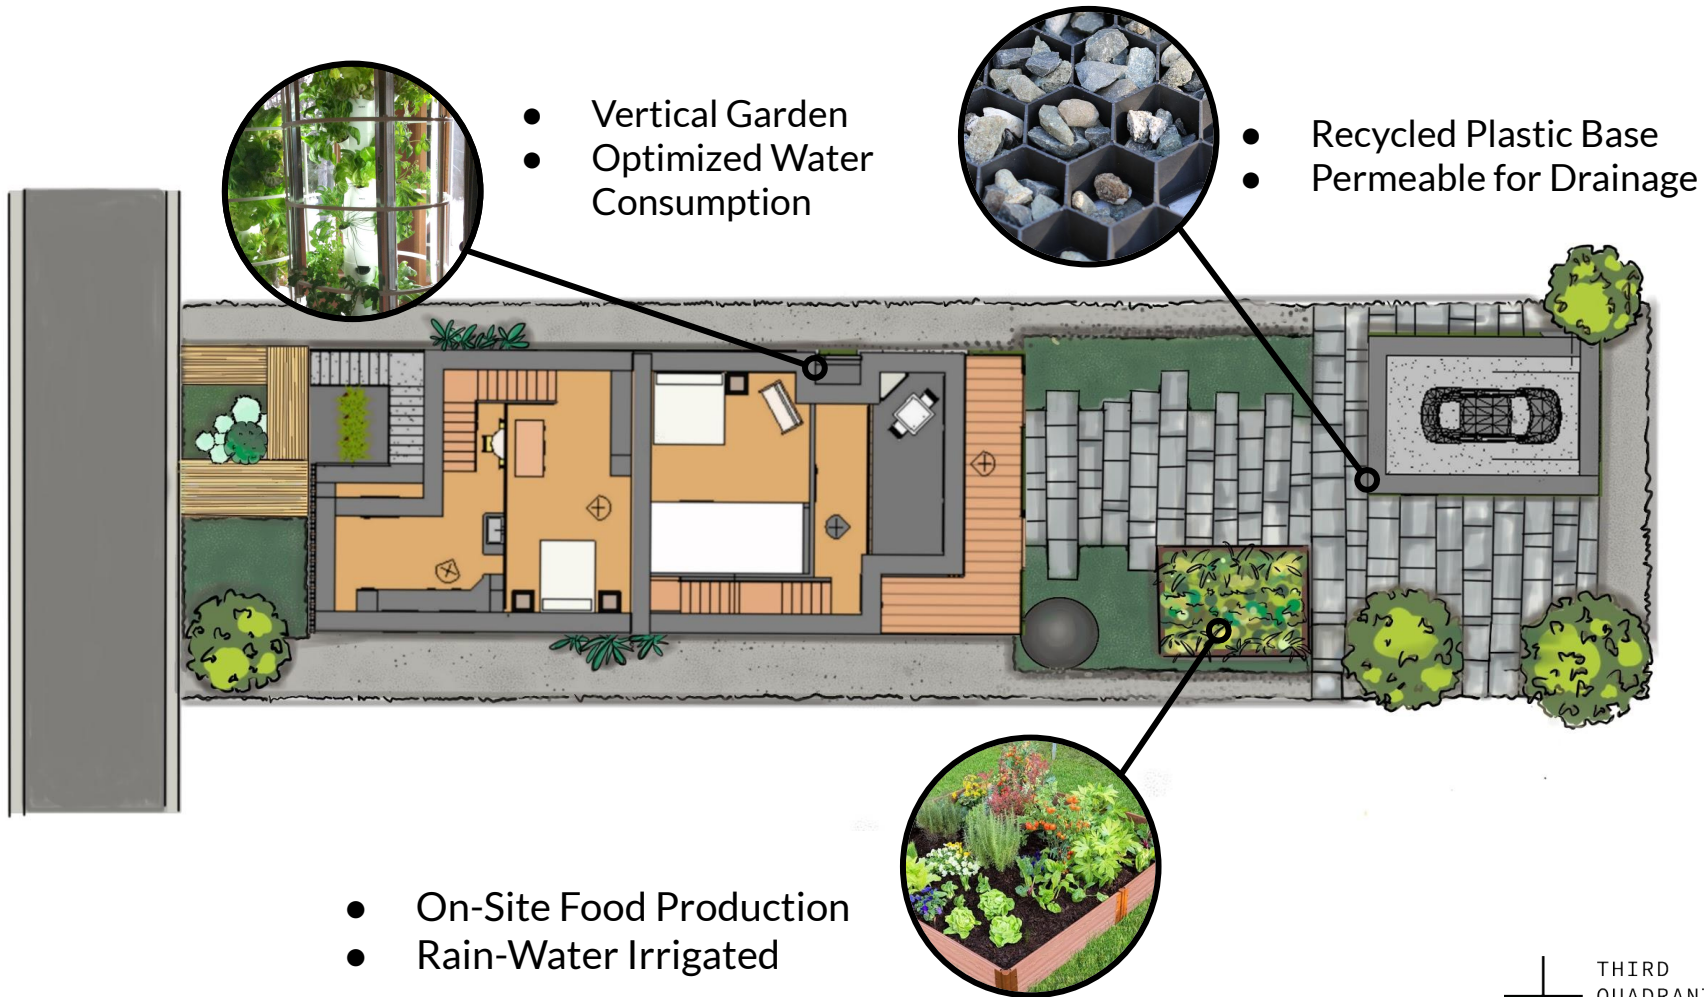 ● Vertical Garden
● Optimized Water
Consumption
● Recycled Plastic Base
● Permeable for Drainage
● On-Site Food Production
● Rain-Water Irrigated
THIRD
QUADRANT